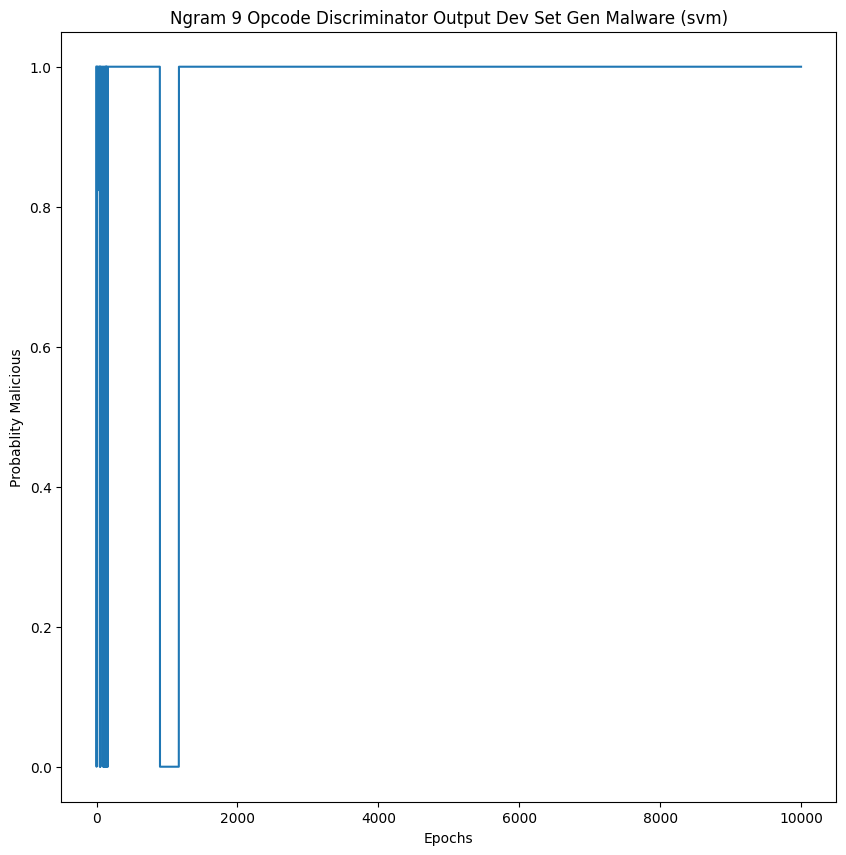 Ngram 9 Opcode Discriminator Output Dev Set Gen Malware (svm)
1.0
0.8
0.6
0.4
0.2
0.0
Probablity Malicious
0 2000 4000 6000 8000 10000
Epochs